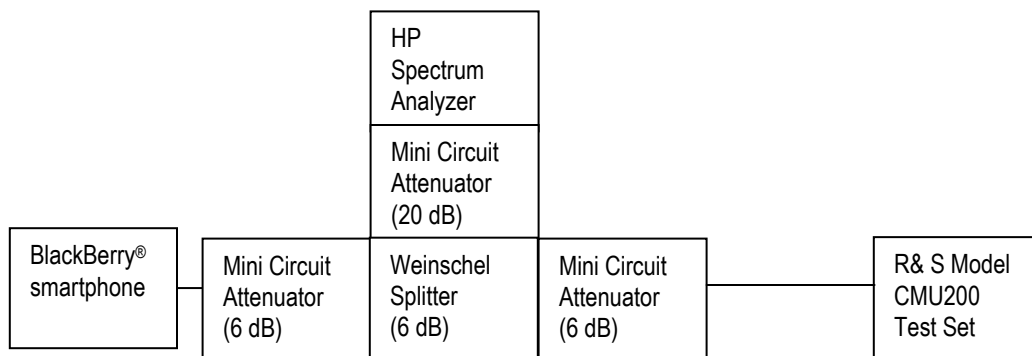 HP
Spectrum
Analyzer
Mini Circuit
Attenuator
(20 dB)
BlackBerry®
smartphone
Mini Circuit
Attenuator
(6 dB)
Weinschel
Splitter
(6 dB)
Mini Circuit
Attenuator
(6 dB)
R& S Model
CMU200
Test Set